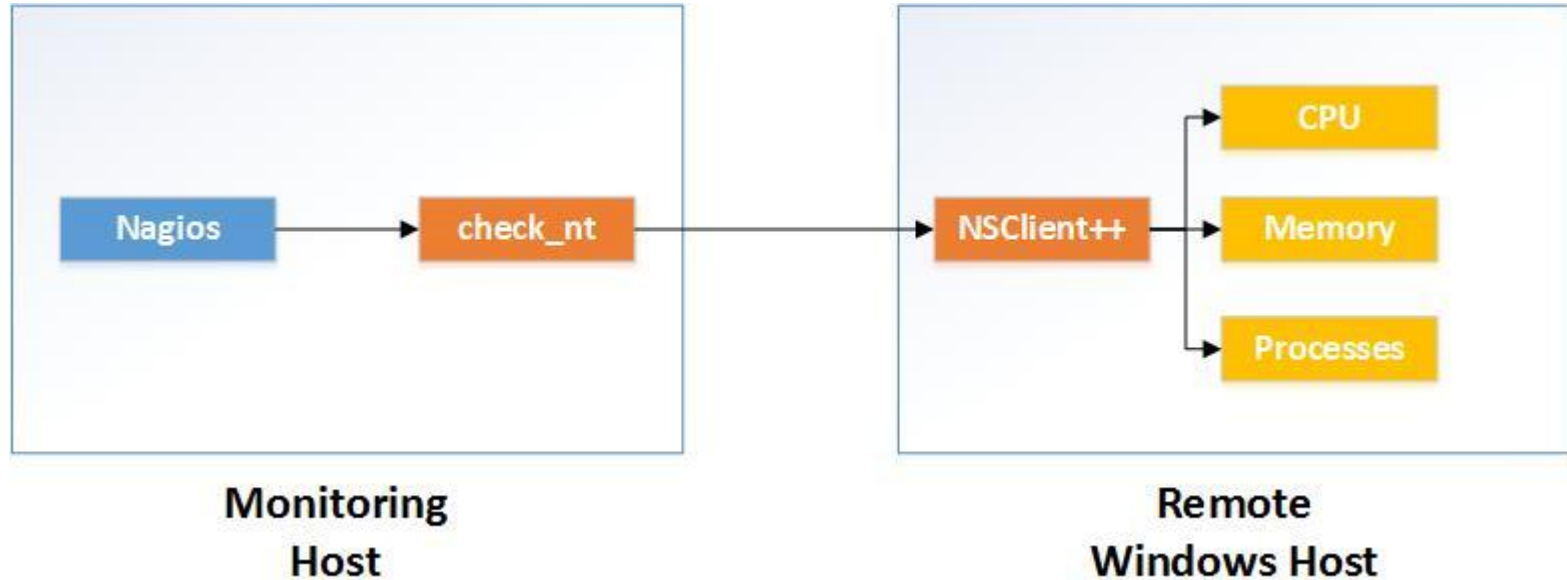 Nagios
check_nt
NSClient++
CPU
Memory
Processes
Monitoring
Host
Remote
Windows Host